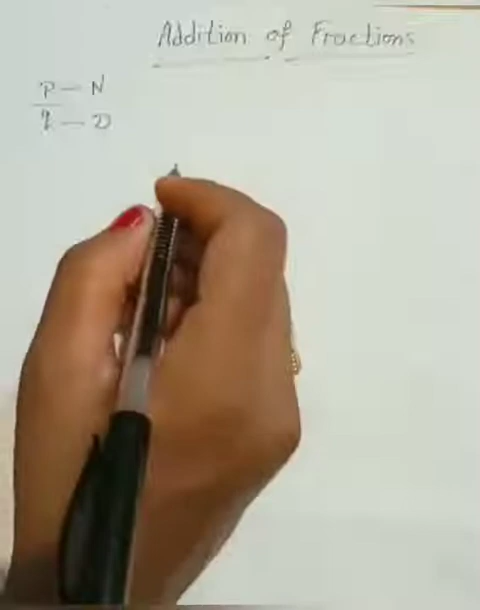 Addition of Fractions
P — N
q — D